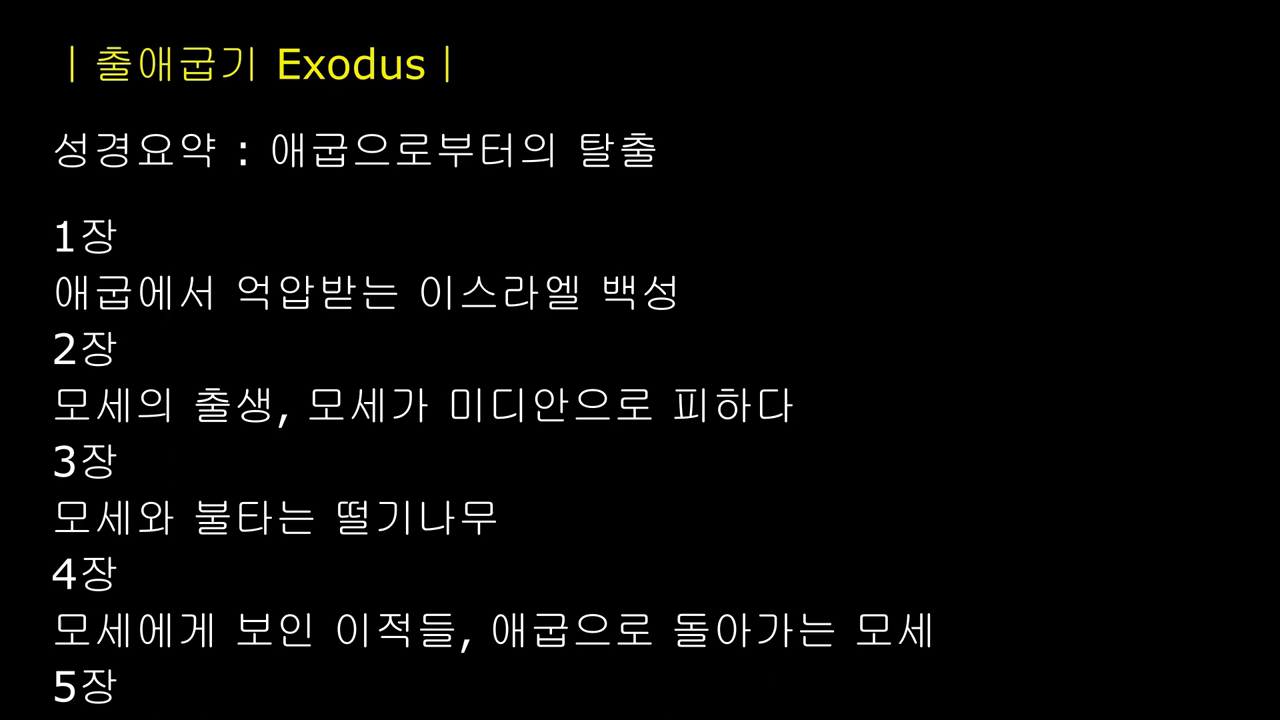 |출애굽기 Exodus|
성경요약 : 애굽으로부터의 탈출
1장
애굽에서 억압받는 이스라엘 백성
2장
모세의 출생, 모세가 미디안으로 피하다
3장
모세와 불타는 떨기나무
4장
모세에게 보인 이적들, 애굽으로 돌아가는 모세
5장